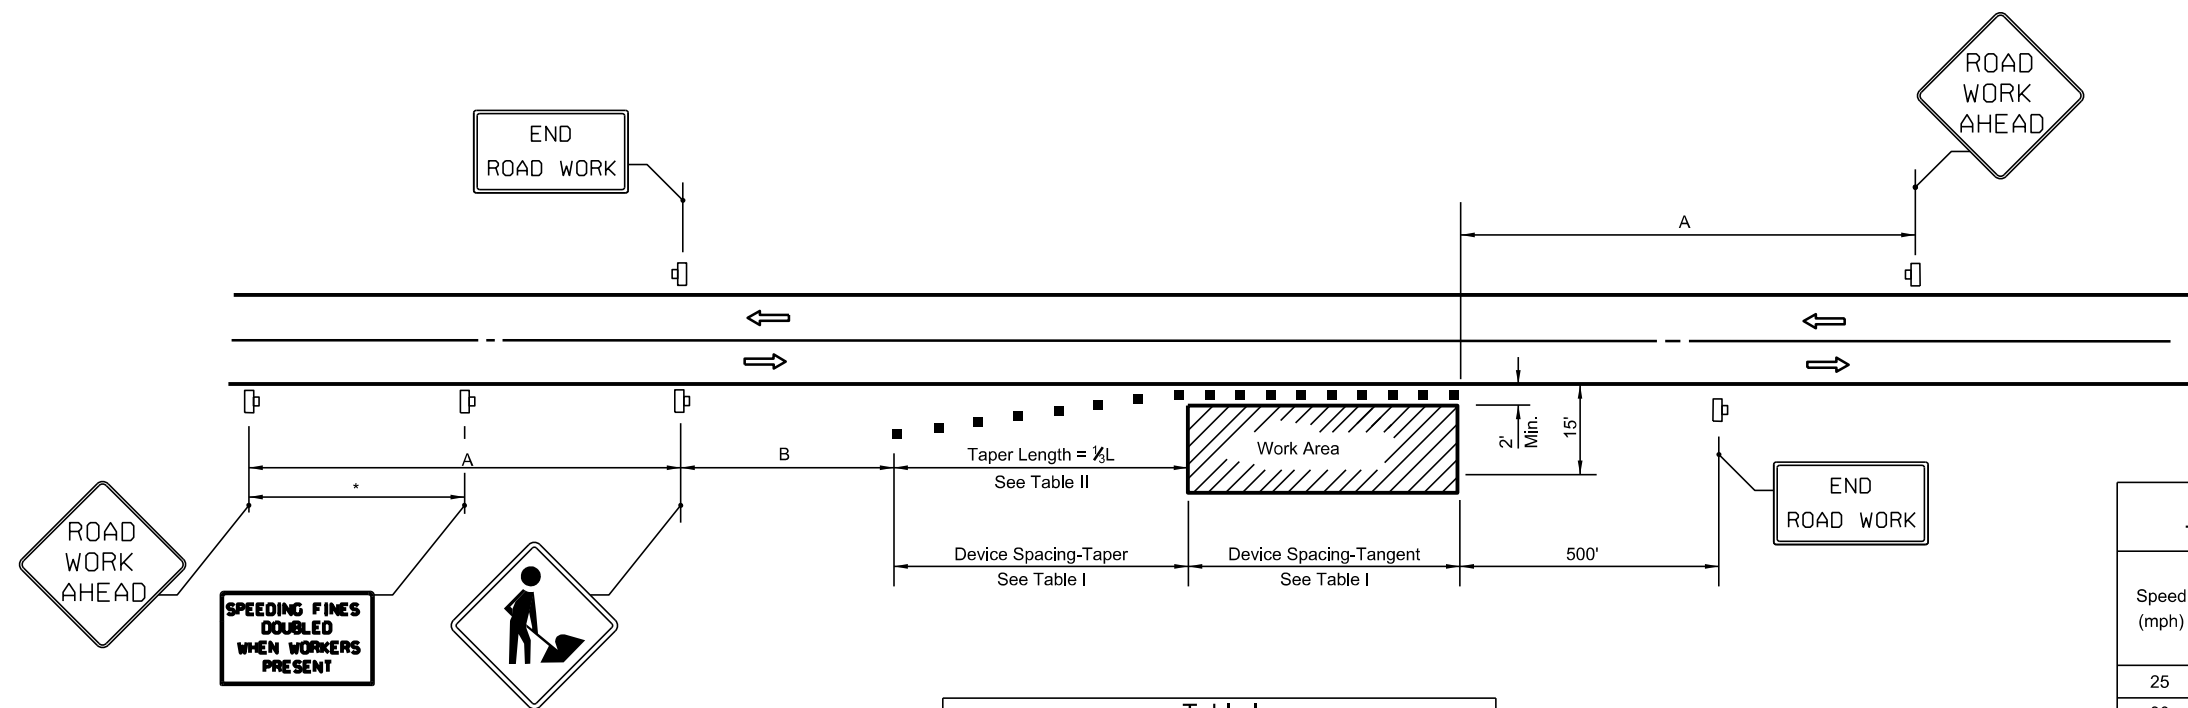 ROAD
WORK
AHEAD
END
ROAD WORK
A
A
B
Taper Length = ⅓L
See Table II
Work Area
2'
Min.
15'
*
END
ROAD WORK
ROAD
WORK
AHEAD
Device Spacing-Taper
See Table I
Device Spacing-Tangent
See Table I
500'
SPEEDING FINES
DOUBLED
WHEN WORKERS
PRESENT
Speed
(mph)
25